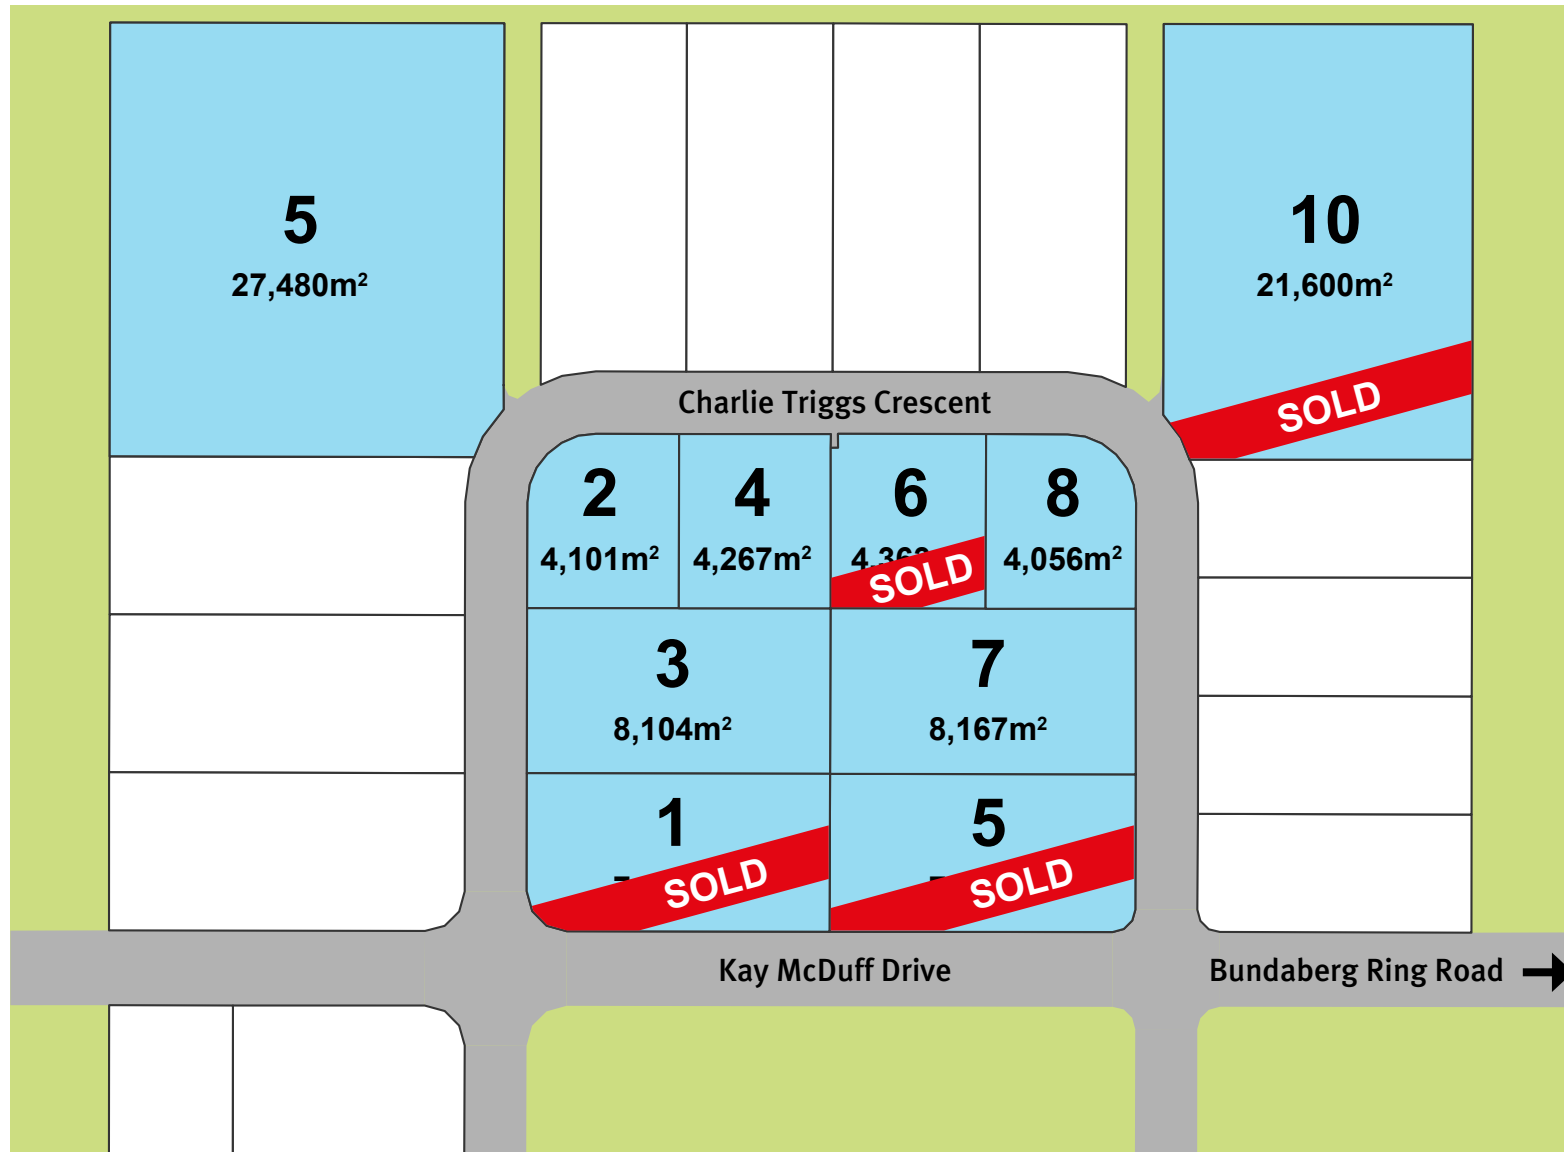 5
27,480m²
10
21,600m²
SOLD
Charlie Triggs Crescent
2
4,101m²
4
4,267m²
6
SOLD
8
4,056m²
3
8,104m²
7
8,167m²
1
SOLD
5
SOLD
Kay McDuff Drive
Bundaberg Ring Road